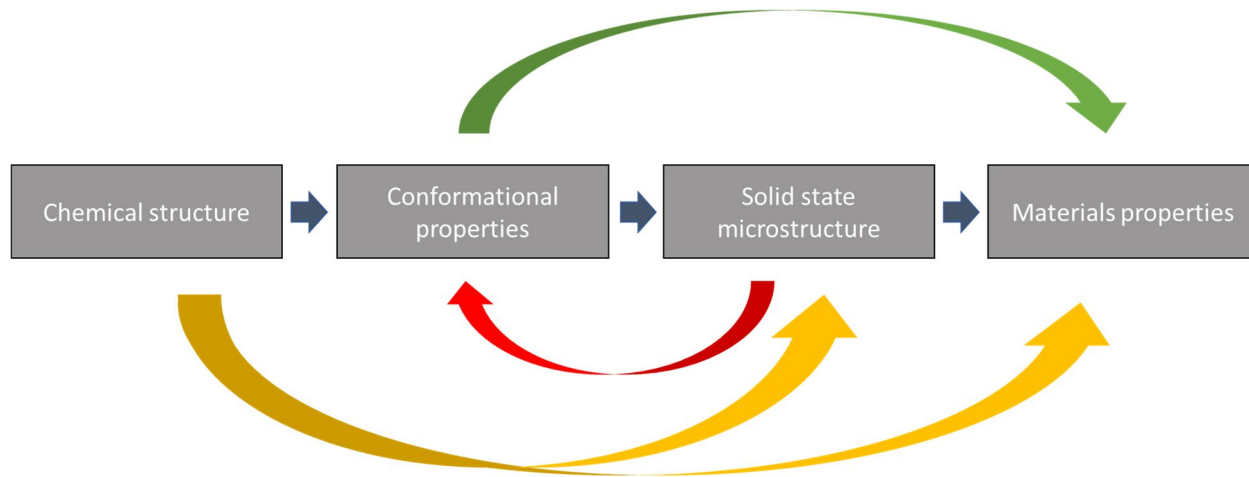 Chemical structure
Conformational
properties
Solid state
microstructure
Materials properties